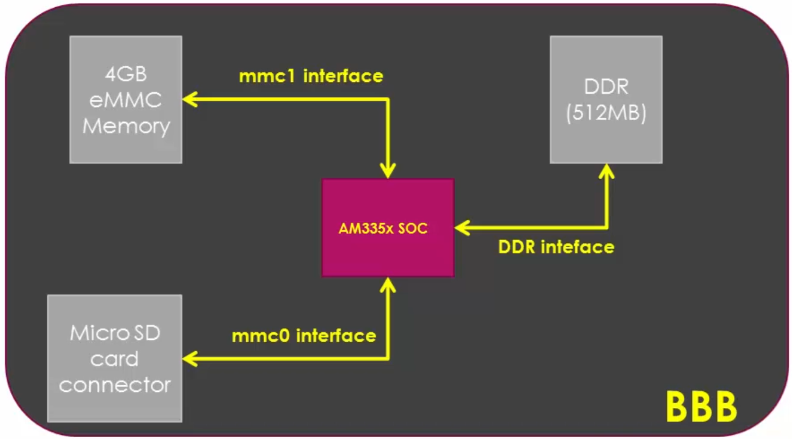 4GB
eMMC
Memory
mmc1 interface
DDR
(512MB)
AM335x SOC
DDR inteface
Micro SD
card
connector
mmc0 interface
BBB